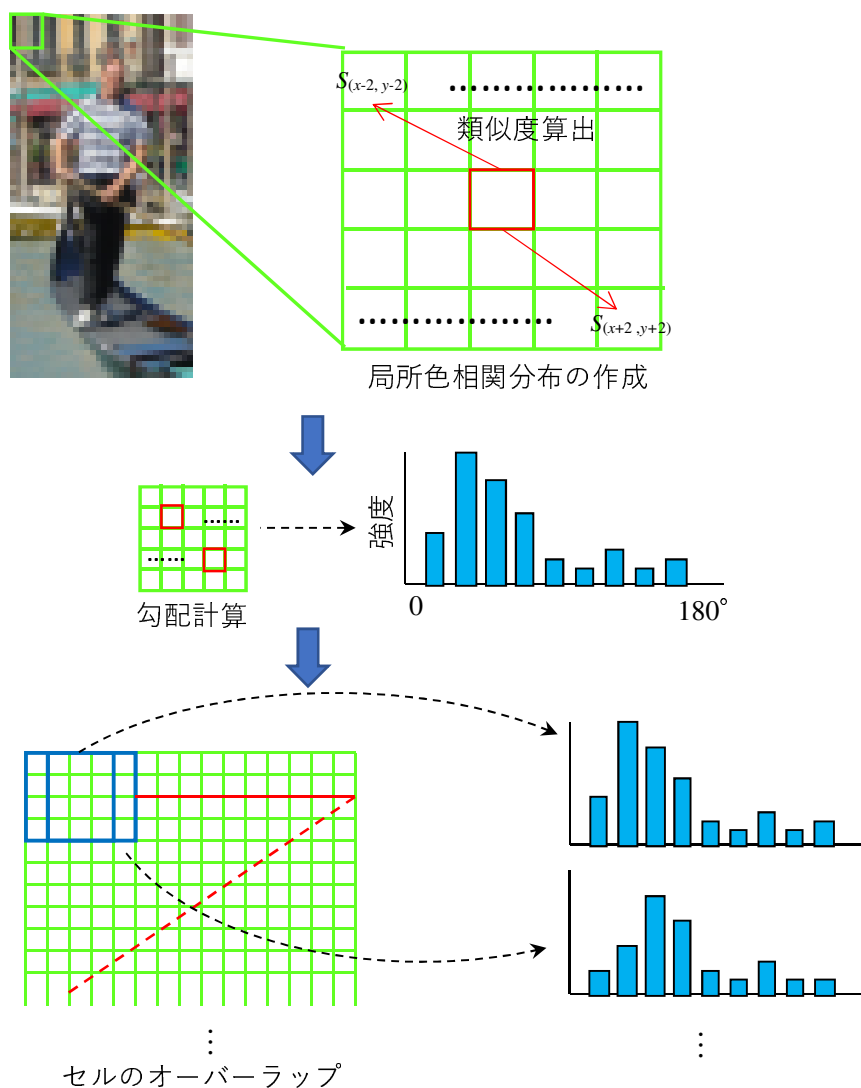 S(x-2, y-2)
類似度算出
S(x+2 ,y+2)
局所色相関分布の作成
強度
0
180°
勾配計算
セルのオーバーラップ